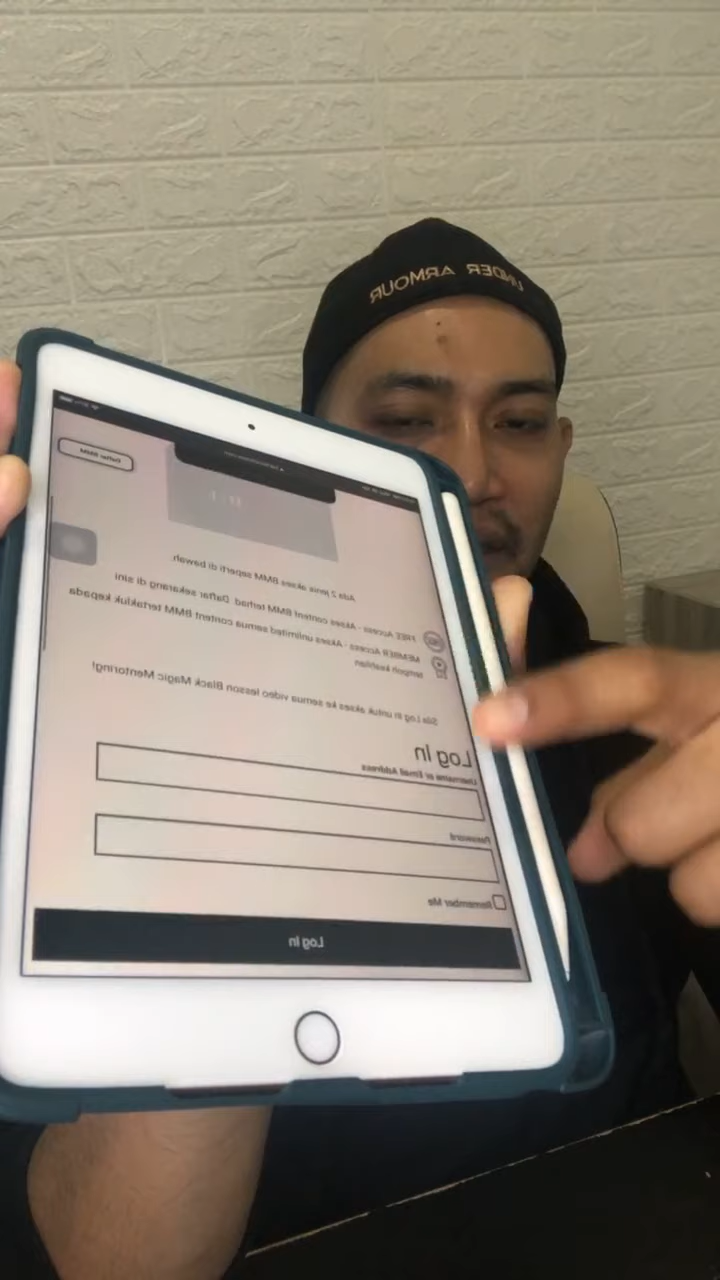 UNDER ARMOUR
Daftar BMM
Ada 2 jenis akses BMM seperti di bawah.
FREE Access - Akses content BMM terhad. Daftar sekarang di sini
MEMBER Access - Akses unlimited semua content BMM tertakluk kepada
tempoh keahlian
Sila Log in untuk akses ke semua video lesson Black Magic Mentoring!
Log In
Username or Email Address
Password
Remember Me
Log In